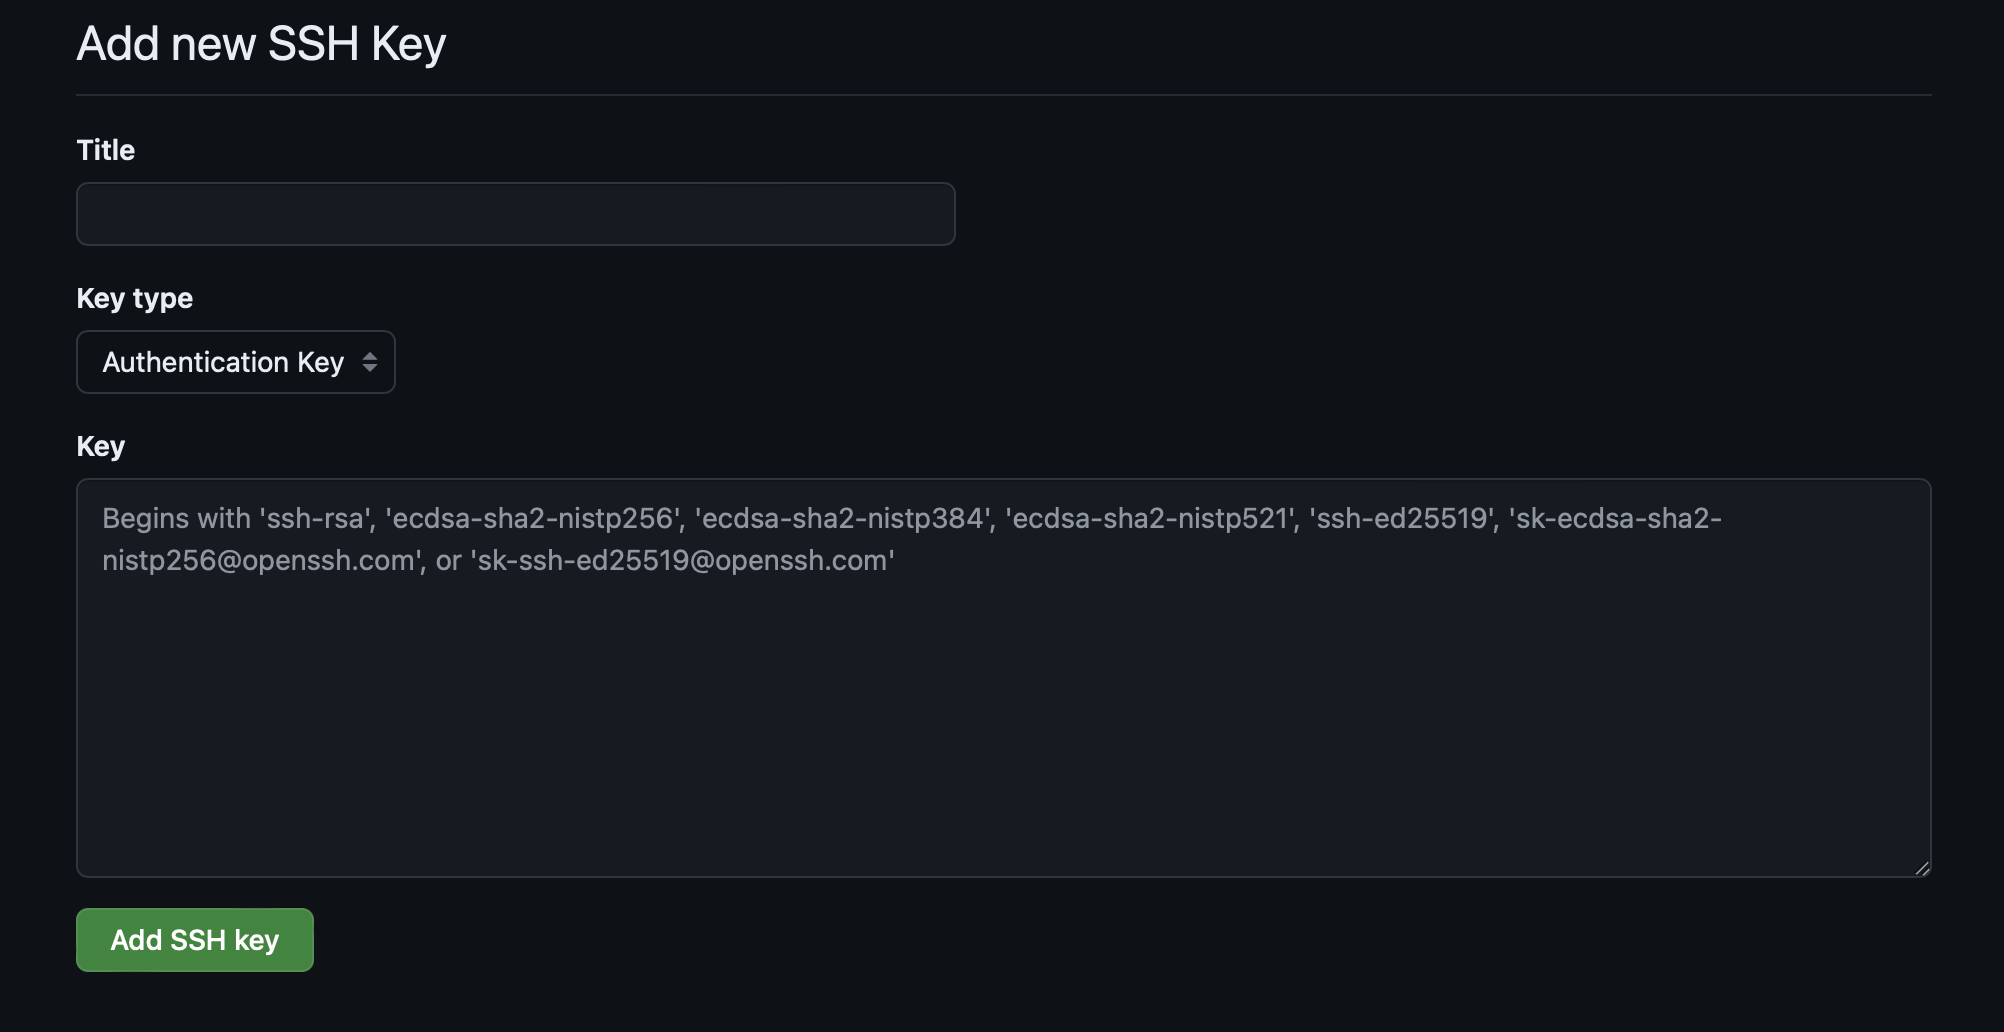 Add new SSH Key
Title
Key type
Authentication Key
Key
Begins with 'ssh-rsa', 'ecdsa-sha2-nistp256', 'ecdsa-sha2-nistp384', 'ecdsa-sha2-nistp521', 'ssh-ed25519', 'sk-ecdsa-sha2-
nistp256@openssh.com', or 'sk-ssh-ed25519@openssh.com'
Add SSH key